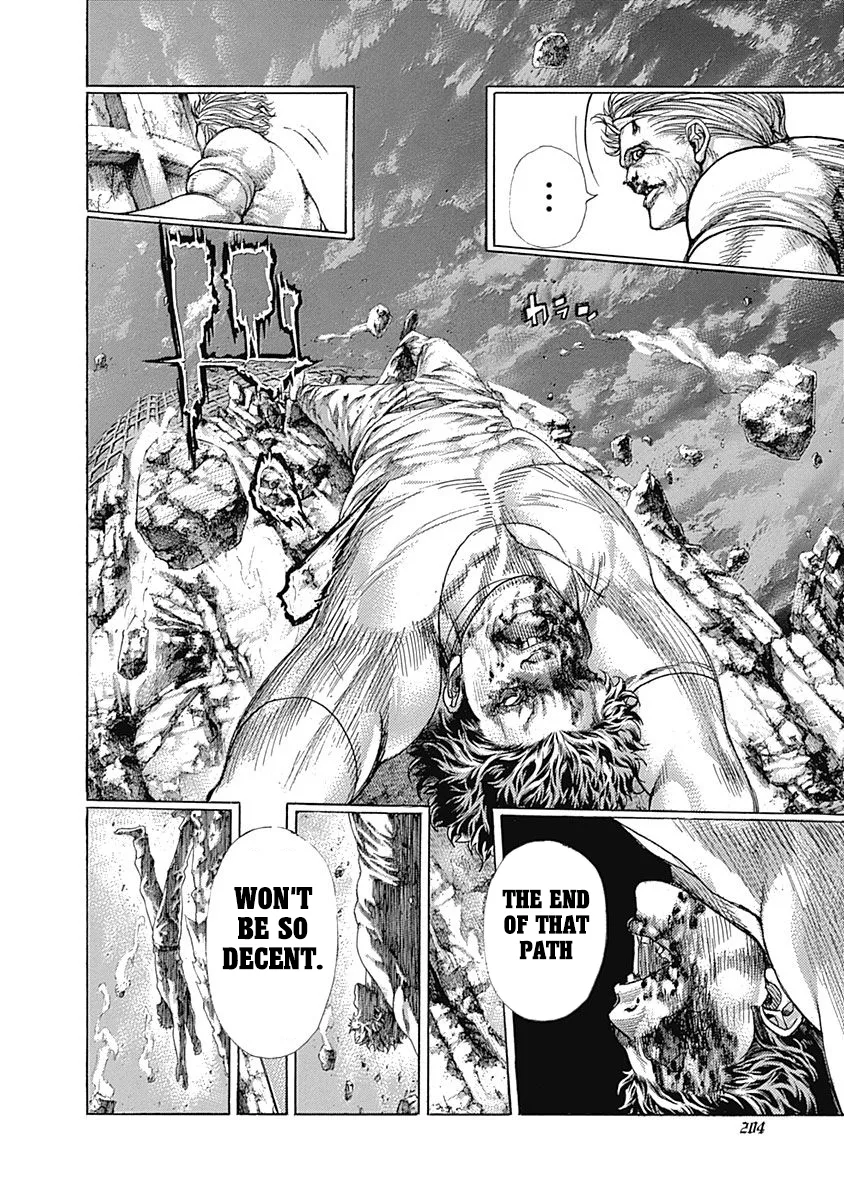 ...
カラン
THE END
OF THAT
PATH
WON'T
BE SO
DECENT.
204